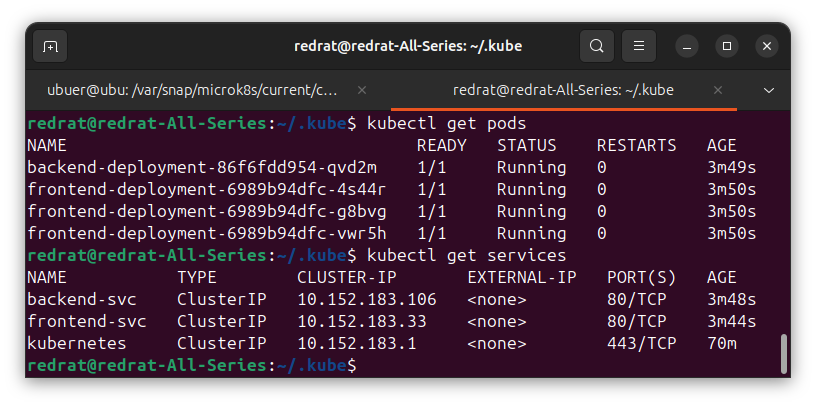 redrat@redrat-All-Series: ~/.kube
ubuer@ubu: /var/snap/microk8s/current/c…
redrat@redrat-All-Series: ~/.kube
redrat@redrat-All-Series:~/.kube$ kubectl get pods
NAME READY STATUS RESTARTS AGE
backend-deployment-86f6fdd954-qvd2m 1/1 Running 0 3m49s
frontend-deployment-6989b94dfc-4s44r 1/1 Running 0 3m50s
frontend-deployment-6989b94dfc-g8bvg 1/1 Running 0 3m50s
frontend-deployment-6989b94dfc-vwr5h 1/1 Running 0 3m50s
redrat@redrat-All-Series:~/.kube$ kubectl get services
NAME TYPE CLUSTER-IP EXTERNAL-IP PORT(S) AGE
backend-svc ClusterIP 10.152.183.106 <none> 80/TCP 3m48s
frontend-svc ClusterIP 10.152.183.33 <none> 80/TCP 3m44s
kubernetes ClusterIP 10.152.183.1 <none> 443/TCP 70m
redrat@redrat-All-Series:~/.kube$